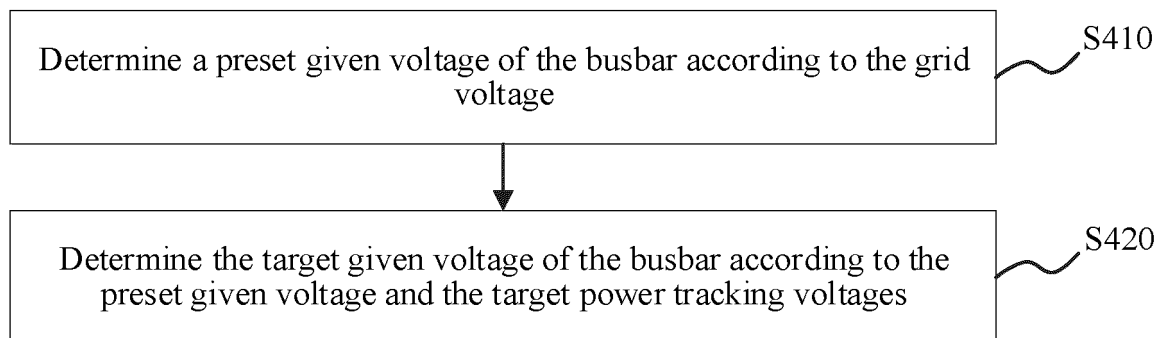 Determine a preset given voltage of the busbar according to the grid
voltage
S410
Determine the target given voltage of the busbar according to the
preset given voltage and the target power tracking voltages
S420